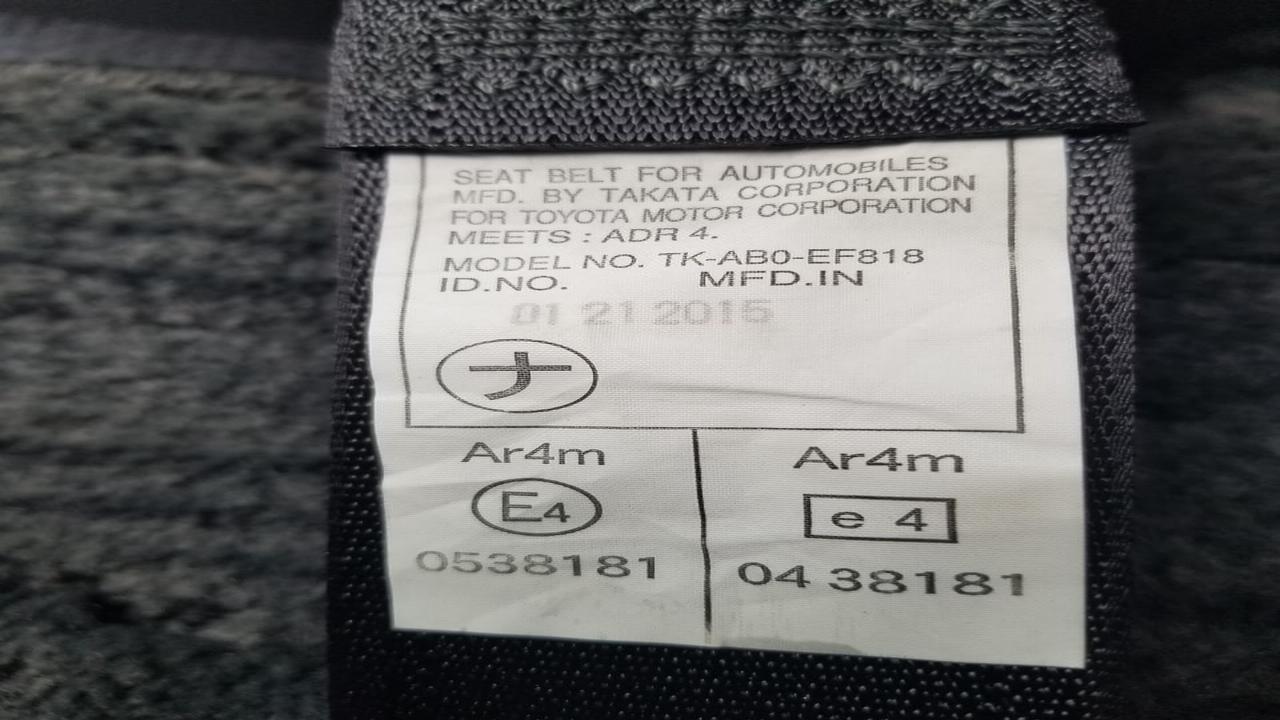 SEAT BELT FOR AUTOMOBILES
MFD. BY TAKATA CORPORATION
FOR TOYOTA MOTOR CORPORATION
MEETS : ADR 4.
MODEL NO. TK-AB0-EF818
ID.NO. MFD.IN
01 21 2015
ナ
Ar4m
E4
0538181
Ar4m
e 4
04 38181